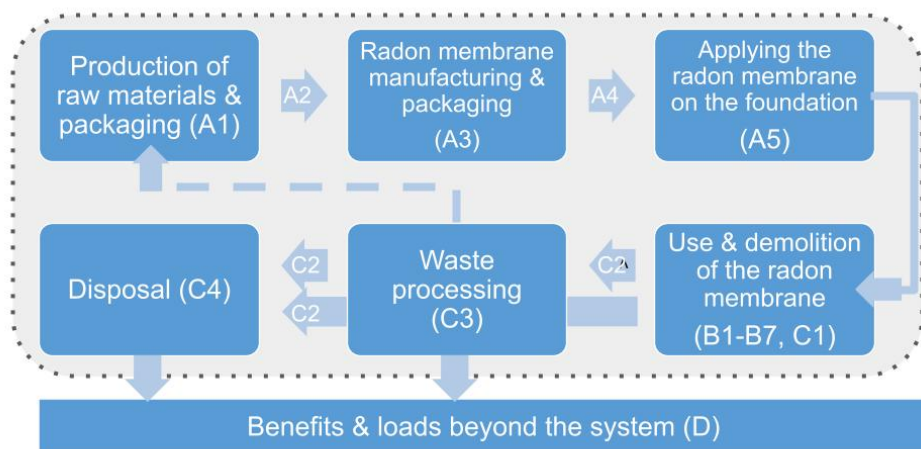 Production of
raw materials &
packaging (A1)
A2
Radon membrane
manufacturing &
packaging
(A3)
A4
Applying the
radon membrane
on the foundation
(A5)
Disposal (C4)
C2
C2
Waste
processing
(C3)
C2
Use & demolition
of the radon
membrane
(B1-B7, C1)
Benefits & loads beyond the system (D)